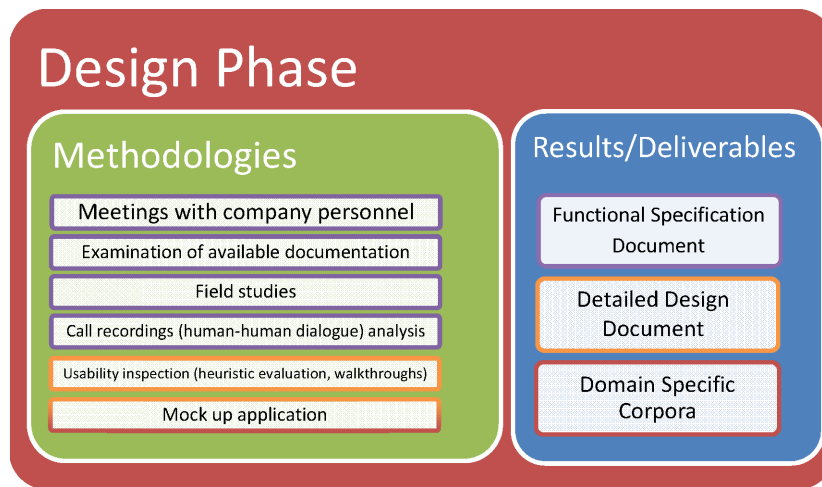 Design Phase
Methodologies
Meetings with company personnel
Examination of available documentation
Field studies
Call recordings (human-human dialogue) analysis
Usability inspection (heuristic evaluation, walkthroughs)
Mock up application
Results/Deliverables
Functional Specification
Document
Detailed Design
Document
Domain Specific
Corpora